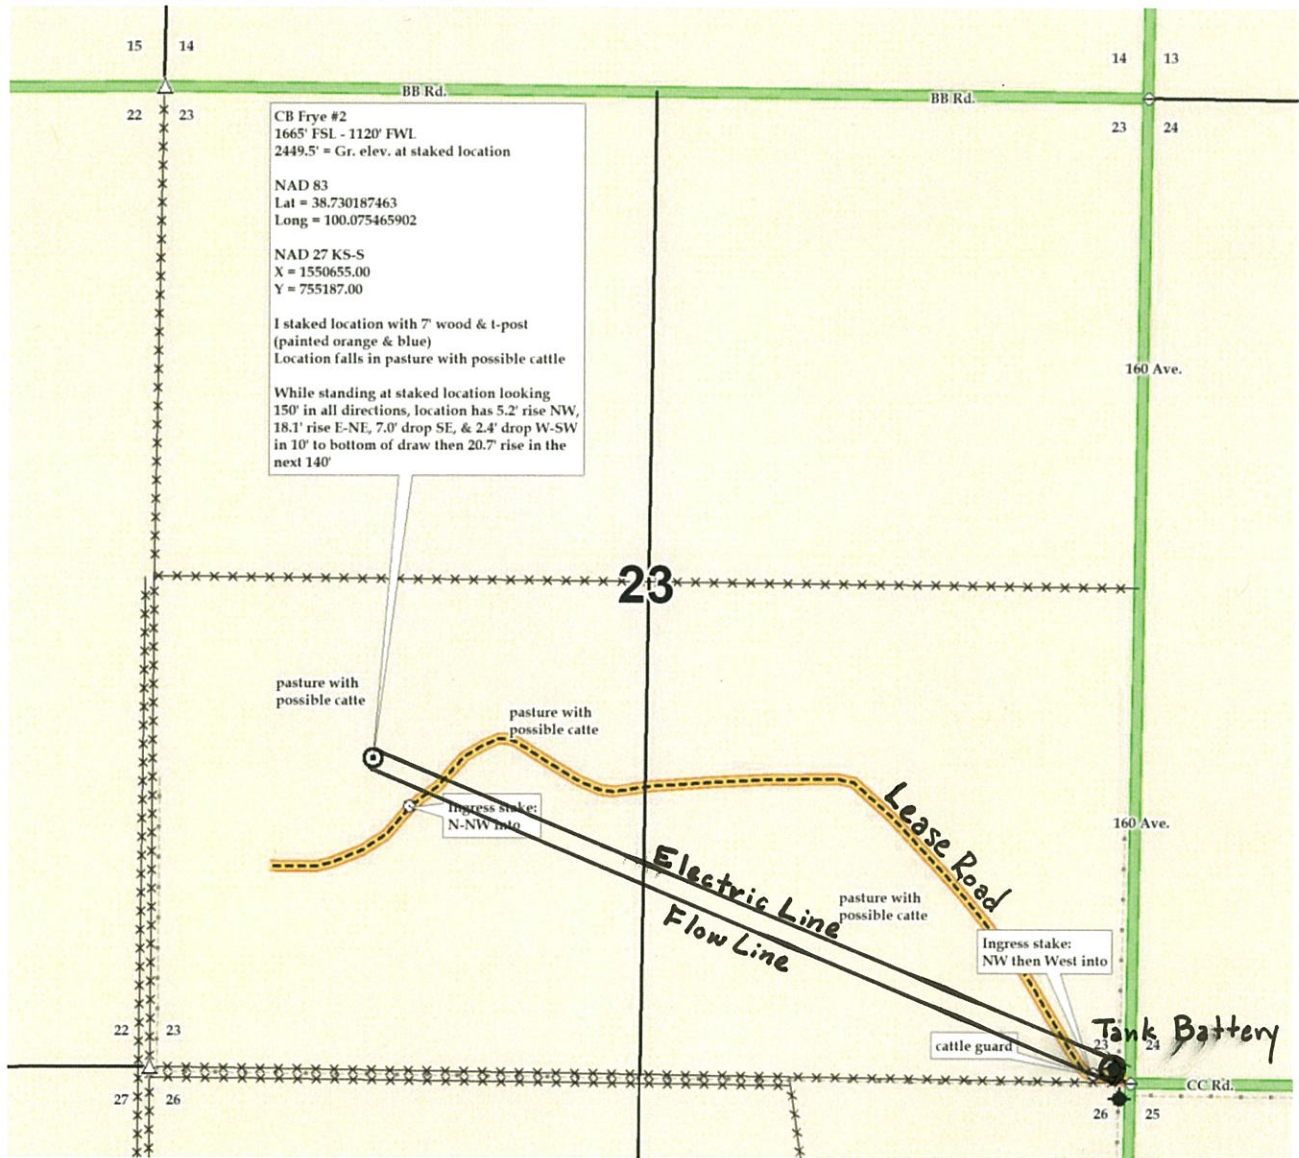 15 14
14 13
BB Rd.
BB Rd.
22 23
23 24
CB Frye #2
1665' FSL - 1120' FWL
2449.5' = Gr. elev. at staked location
NAD 83
Lat = 38.730187463
Long = 100.075465902
NAD 27 KS-S
X = 1550655.00
Y = 755187.00
I staked location with 7' wood & t-post
(painted orange & blue)
Location falls in pasture with possible cattle
While standing at staked location looking
150' in all directions, location has 5.2' rise NW,
18.1' rise E-NE, 7.0' drop SE, & 2.4' drop W-SW
in 10' to bottom of draw then 20.7' rise in the
next 140'
160 Ave.
23
pasture with
possible catte
pasture with
possible catte
Ingress stake:
N-NW into
Lease Road
160 Ave.
Electric Line
Flow Line
pasture with
possible catte
Ingress stake:
NW then West into
22 23
Tank Battery
23 24
cattle guard
CC Rd.
27 26
26 25